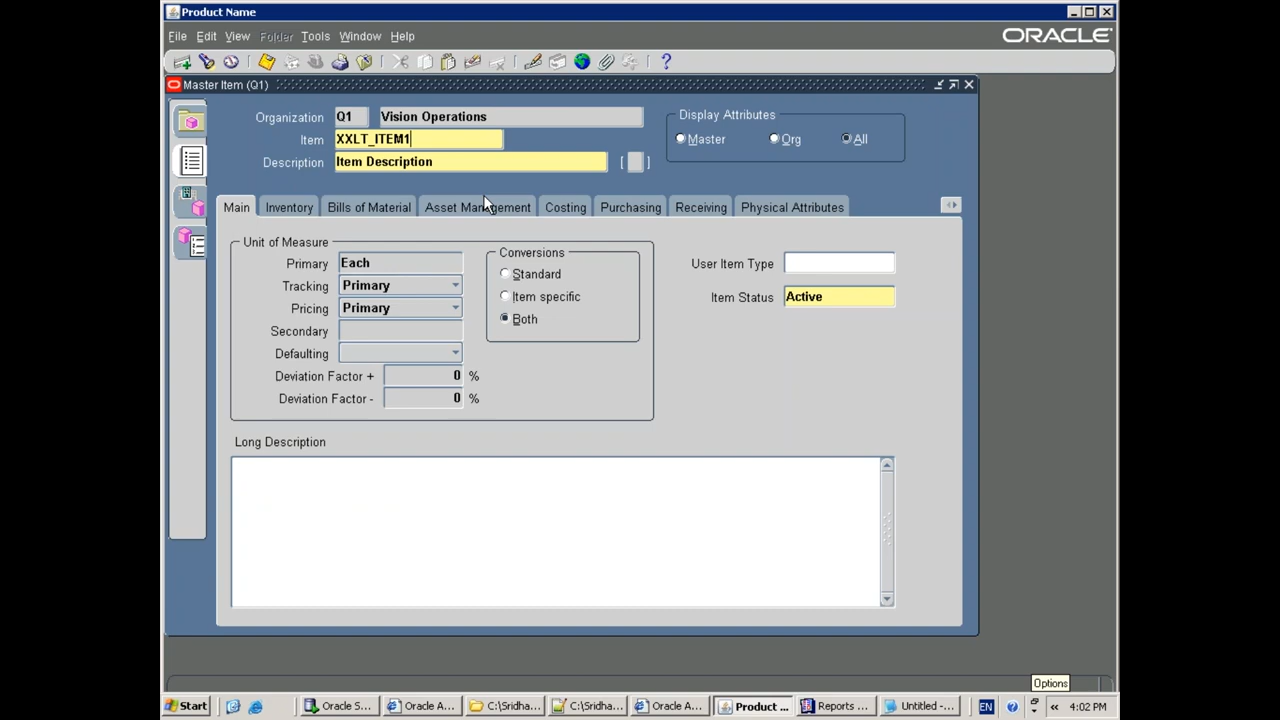 Product Name
File Edit View Folder Tools Window Help
ORACLE
Master Item (Q1)
Organization Q1 Vision Operations
Item XXLT_ITEM1
Description Item Description [ ]
Display Attributes
Master Org All
Main Inventory Bills of Material Asset Management Costing Purchasing Receiving Physical Attributes
Unit of Measure
Primary Each
Tracking Primary
Pricing Primary
Secondary
Defaulting
Deviation Factor + 0 %
Deviation Factor - 0 %
Conversions
Standard
Item specific
Both
User Item Type
Item Status Active
Long Description
Options
Start Oracle S... Oracle A... C:\Sridha... C:\Sridha... Oracle A... Product ... Reports ... Untitled -... EN « 4:02 PM